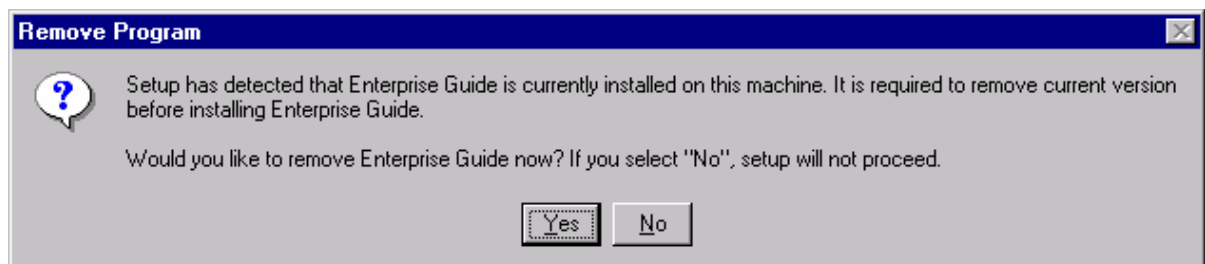 Remove Program
Setup has detected that Enterprise Guide is currently installed on this machine. It is required to remove current version
before installing Enterprise Guide.
Would you like to remove Enterprise Guide now? If you select "No", setup will not proceed.
Yes No